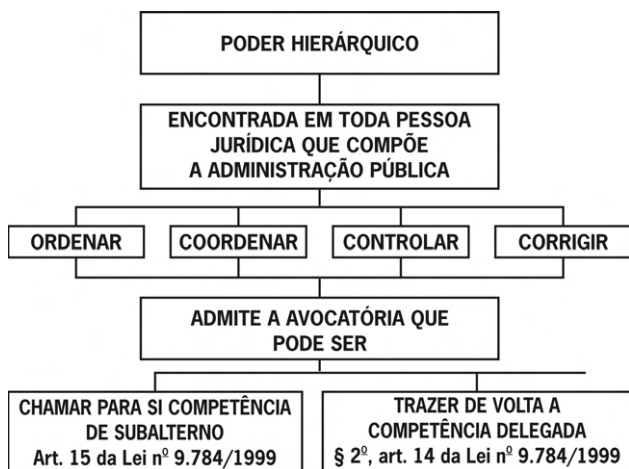 PODER HIERÁRQUICO
ENCONTRADA EM TODA PESSOA
JURÍDICA QUE COMPÕE
A ADMINISTRAÇÃO PÚBLICA
ORDENAR
COORDENAR
CONTROLAR
CORRIGIR
ADMITE A AVOCATÓRIA QUE
PODE SER
CHAMAR PARA SI COMPETÊNCIA
DE SUBALTERNO
Art. 15 da Lei nº 9.784/1999
TRAZER DE VOLTA A
COMPETÊNCIA DELEGADA
§ 2º, art. 14 da Lei nº 9.784/1999